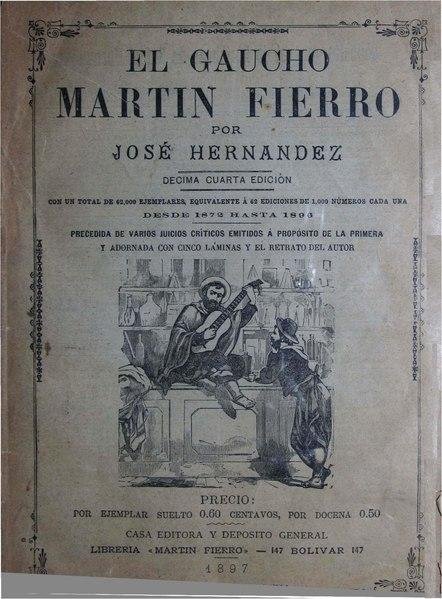 EL GAUCHO
MARTIN FIERRO
POR
JOSÉ HERNANDEZ
DECIMA CUARTA EDICIÓN
CON UN TOTAL DE 62,000 EJEMPLARES, EQUIVALENTE Á 62 EDICIONES DE 1,000 NÚMEROS CADA UNA
DESDE 1872 HASTA 1896
PRECEDIDA DE VARIOS JUICIOS CRÍTICOS EMITIDOS Á PROPÓSITO DE LA PRIMERA
Y ADORNADA CON CINCO LÁMINAS Y EL RETRATO DEL AUTOR
PRECIO:
POR EJEMPLAR SUELTO 0.60 CENTAVOS, POR DOCENA 0.50
CASA EDITORA Y DEPOSITO GENERAL
LIBRERIA «MARTIN FIERRO» — 147 BOLIVAR 147
1897